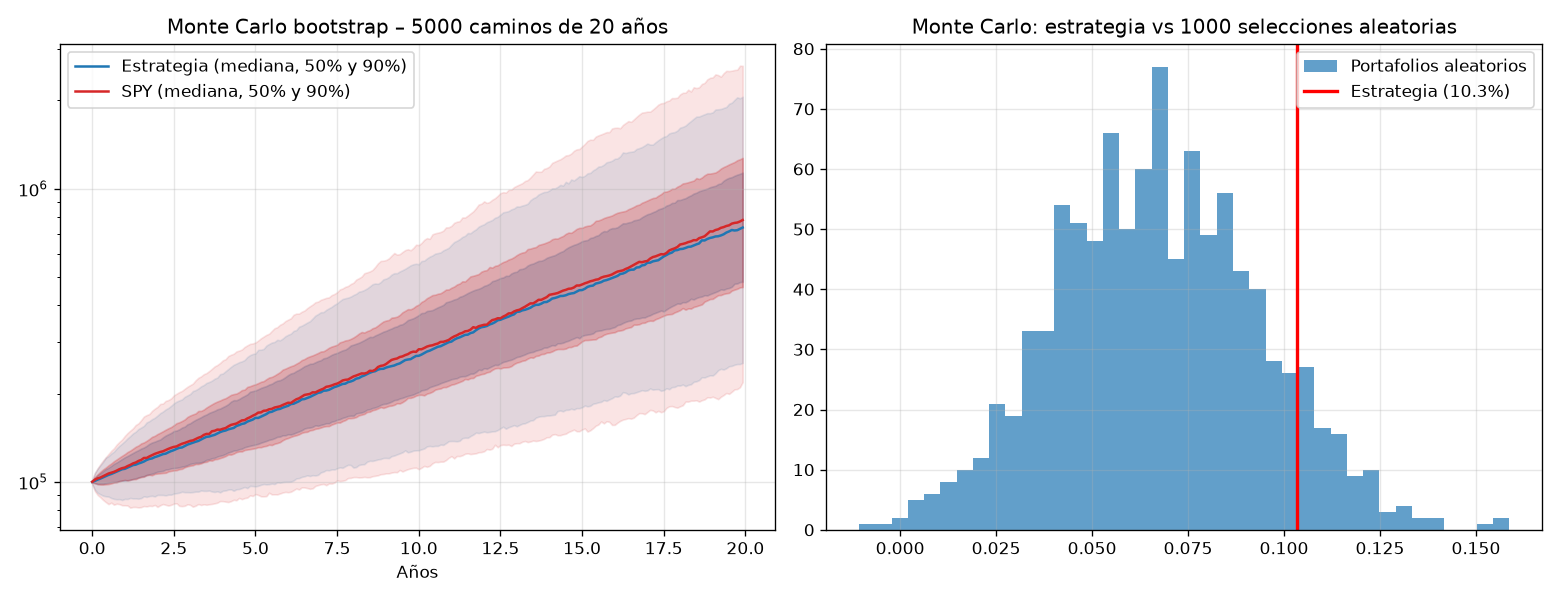 Monte Carlo bootstrap – 5000 caminos de 20 años
Estrategia (mediana, 50% y 90%)
SPY (mediana, 50% y 90%)
10^6
10^5
0.0 2.5 5.0 7.5 10.0 12.5 15.0 17.5 20.0
Años
Monte Carlo: estrategia vs 1000 selecciones aleatorias
Portafolios aleatorios
Estrategia (10.3%)
80
70
60
50
40
30
20
10
0
0.000 0.025 0.050 0.075 0.100 0.125 0.150